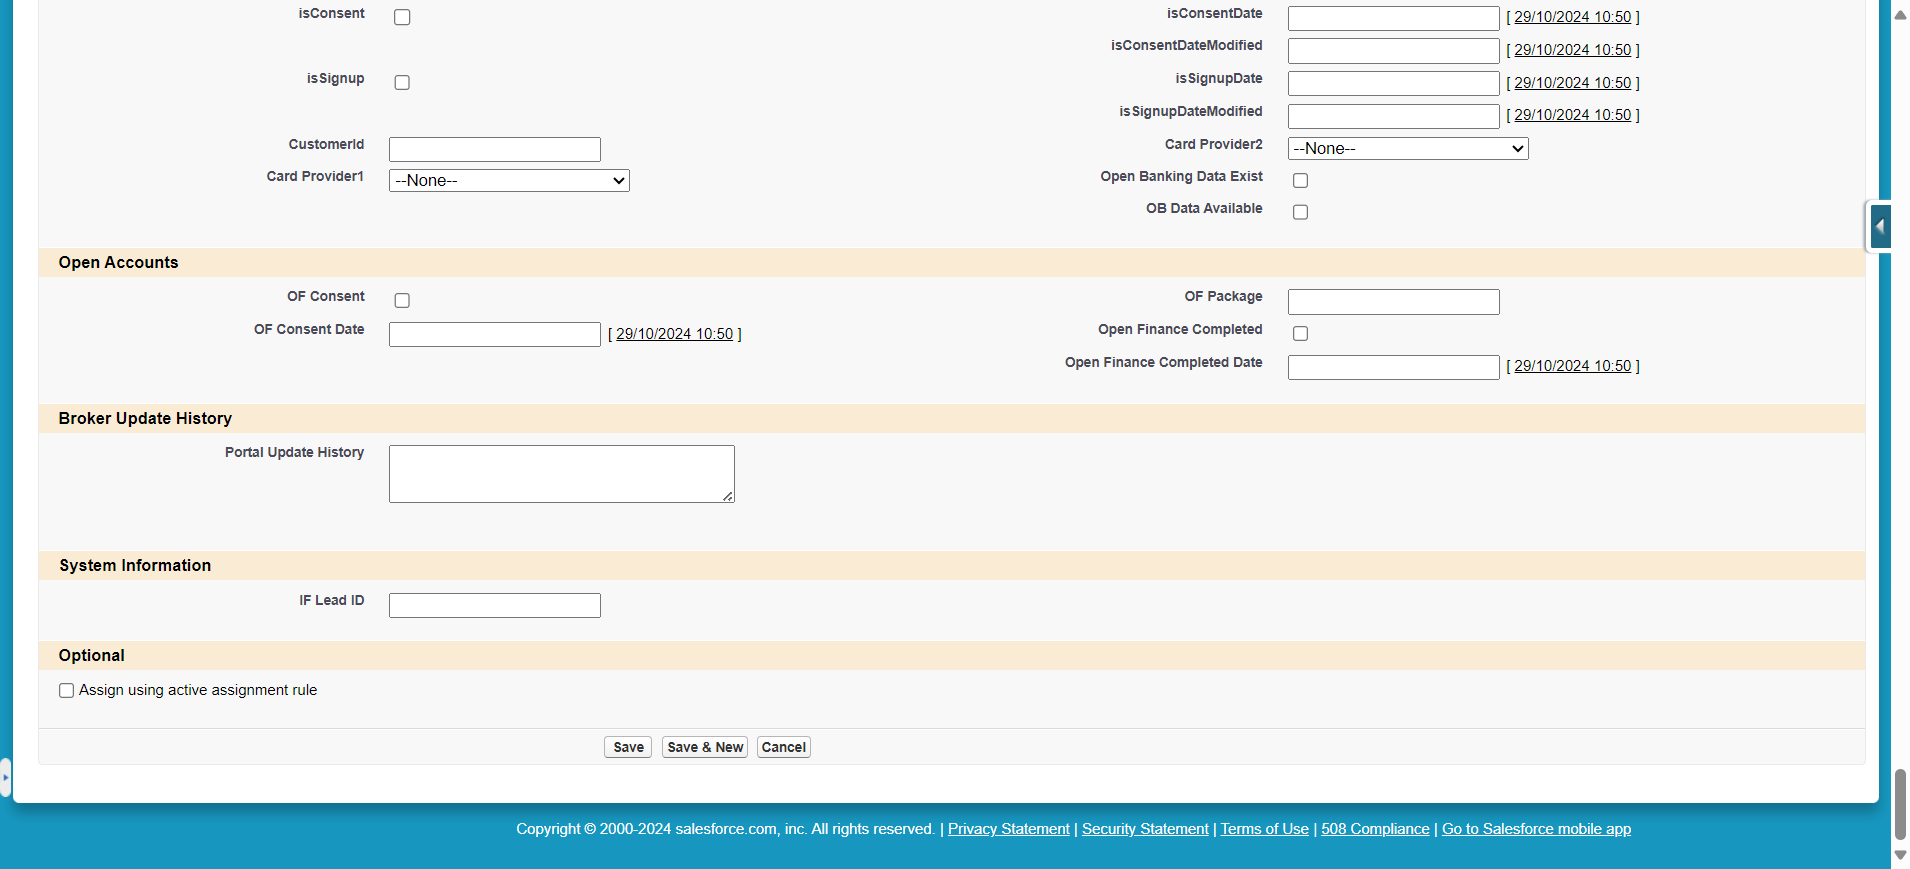 isConsent
isConsentDate [ 29/10/2024 10:50 ]
isConsentDateModified [ 29/10/2024 10:50 ]
isSignup
isSignupDate [ 29/10/2024 10:50 ]
isSignupDateModified [ 29/10/2024 10:50 ]
CustomerId
Card Provider2 --None--
Card Provider1 --None--
Open Banking Data Exist
OB Data Available
Open Accounts
OF Consent
OF Package
OF Consent Date [ 29/10/2024 10:50 ]
Open Finance Completed
Open Finance Completed Date [ 29/10/2024 10:50 ]
Broker Update History
Portal Update History
System Information
IF Lead ID
Optional
Assign using active assignment rule
Save Save & New Cancel
Copyright © 2000-2024 salesforce.com, inc. All rights reserved. | Privacy Statement | Security Statement | Terms of Use | 508 Compliance | Go to Salesforce mobile app